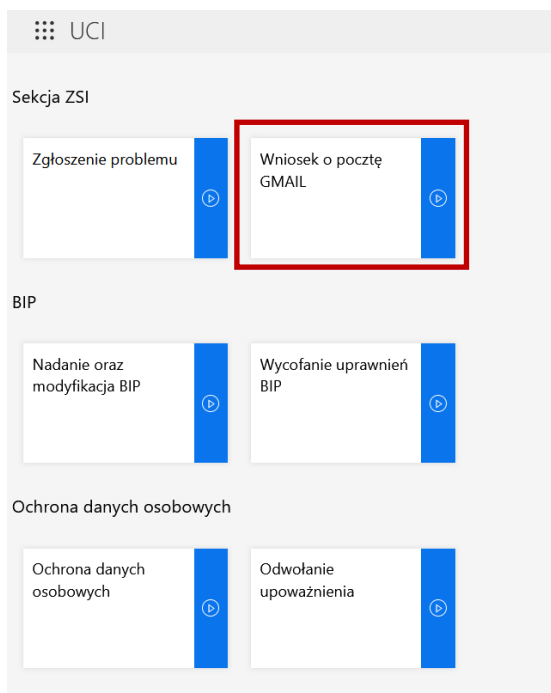 UCI
Sekcja ZSI
Zgłoszenie problemu
Wniosek o pocztę
GMAIL
BIP
Nadanie oraz
modyfikacja BIP
Wycofanie uprawnień
BIP
Ochrona danych osobowych
Ochrona danych
osobowych
Odwołanie
upoważnienia